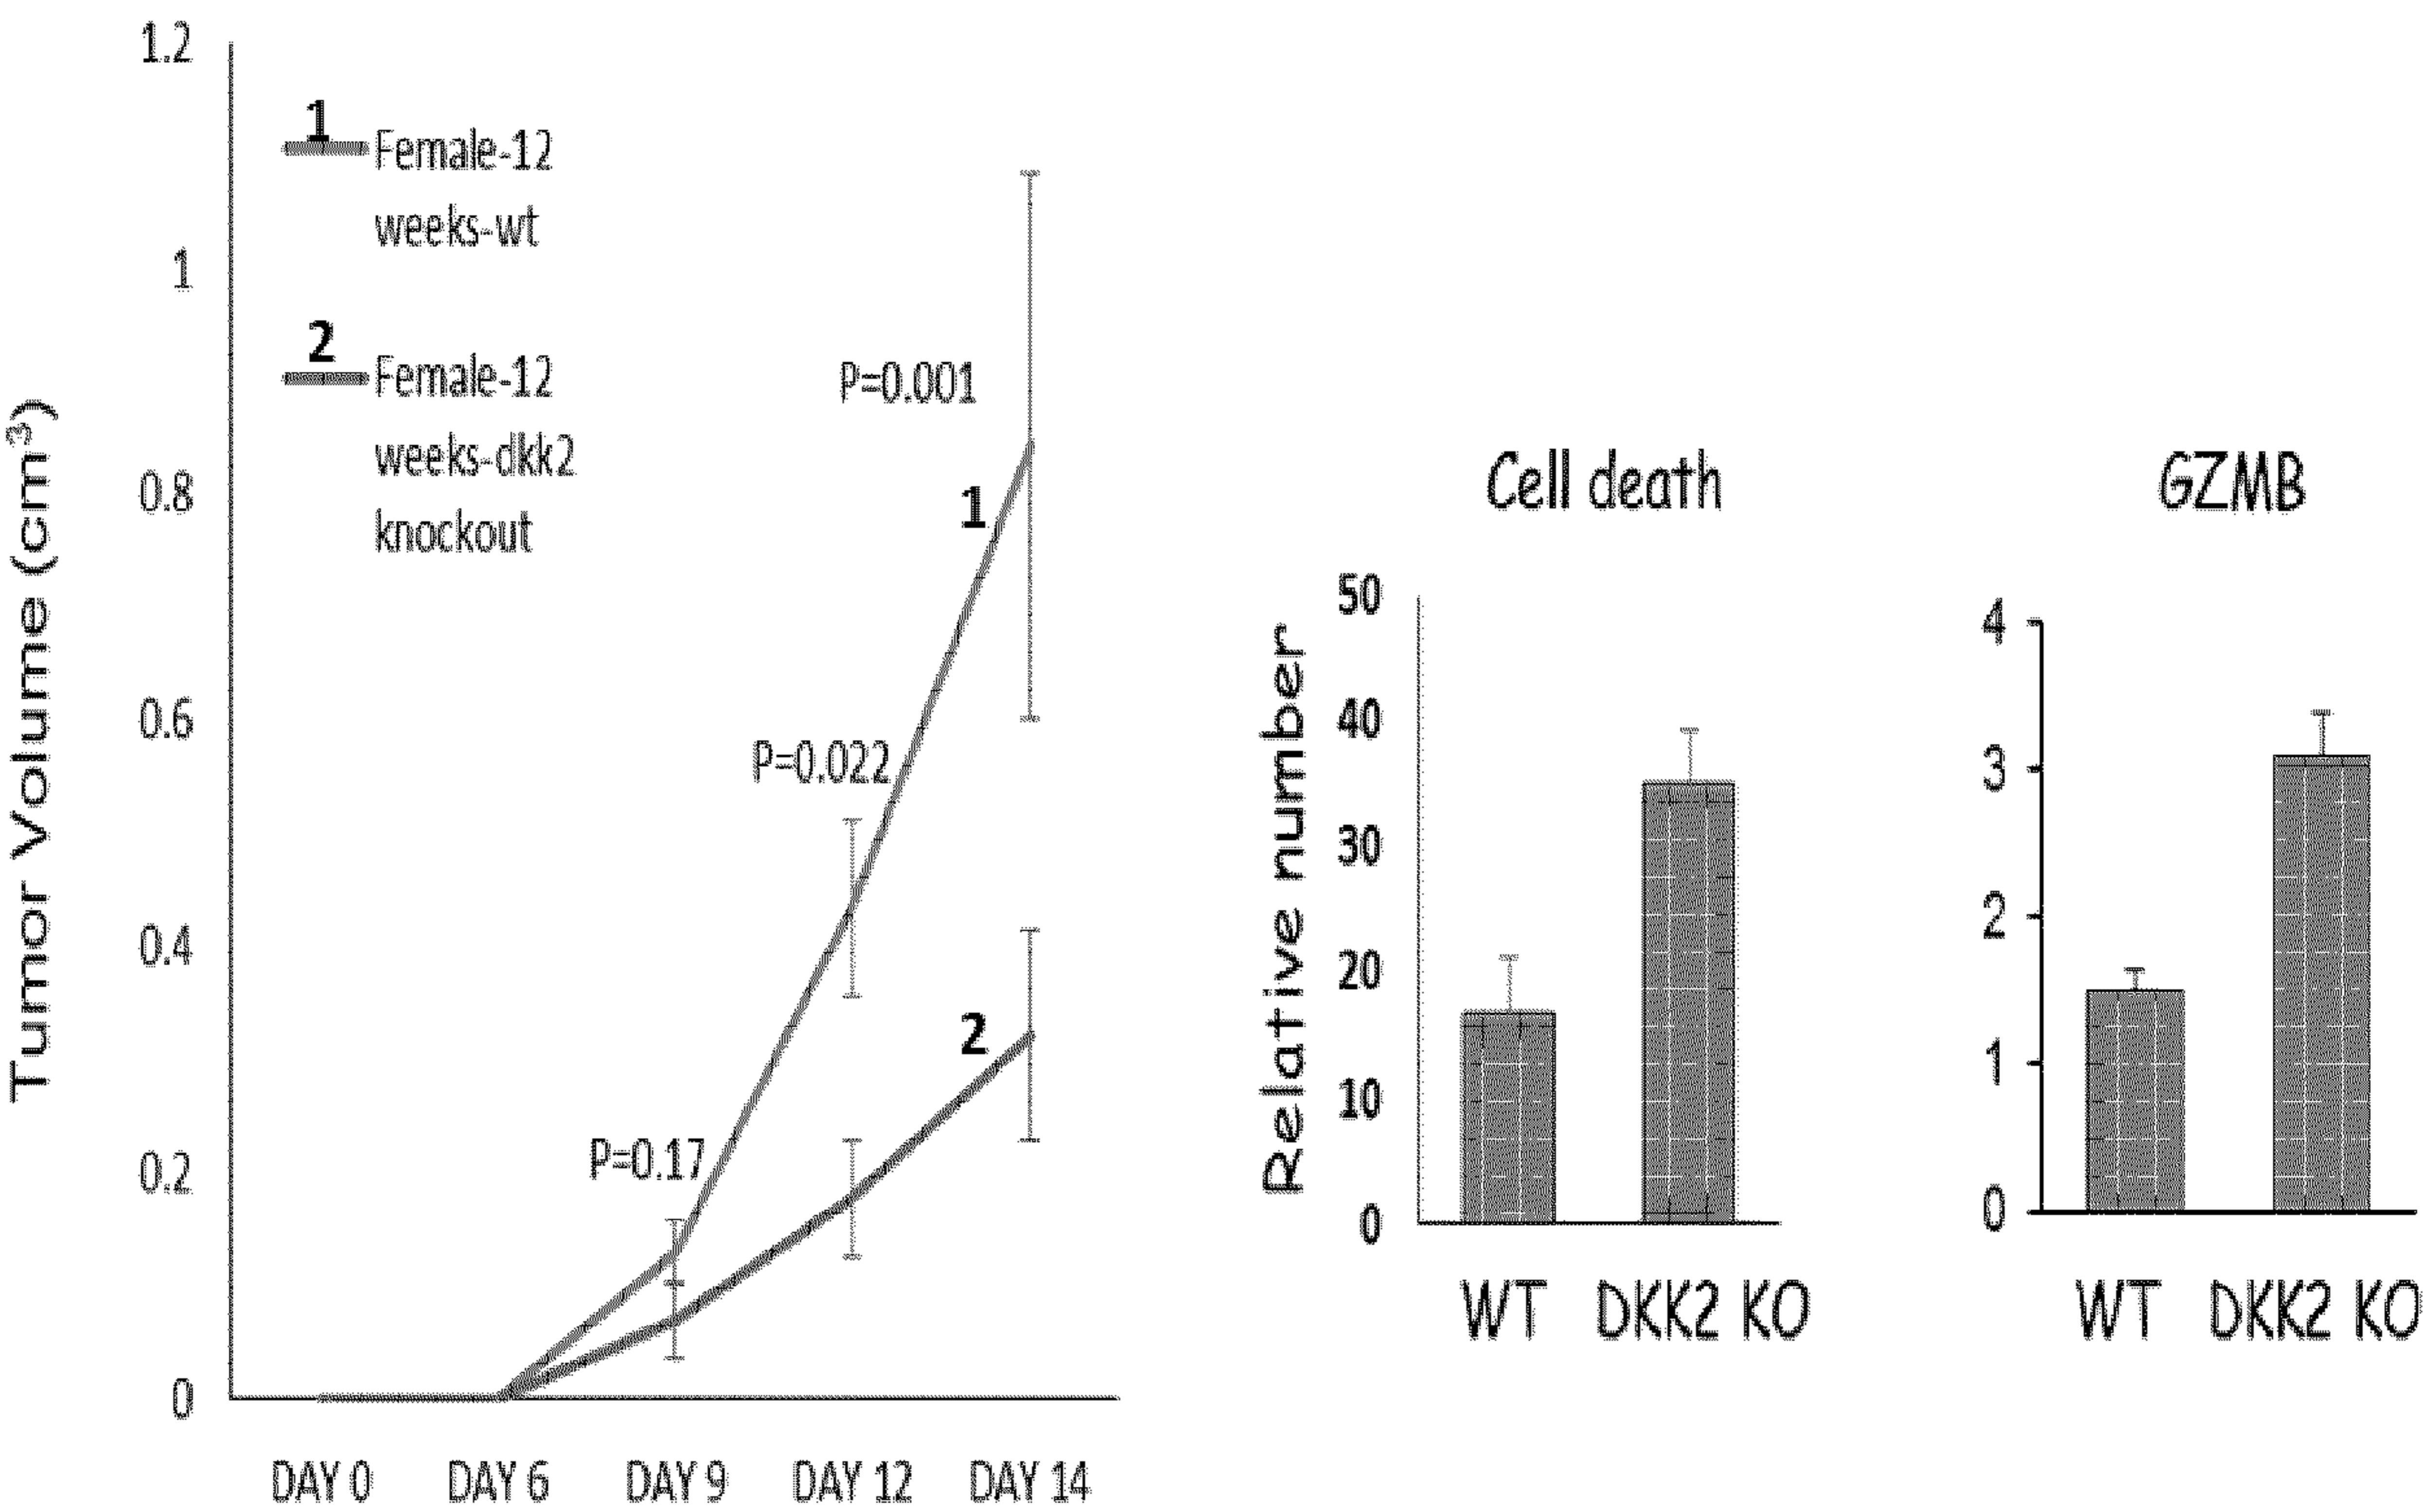 Tumor Volume (cm³)
1.2
1
0.8
0.6
0.4
0.2
0
1
Female-12
weeks-wt
2
Female-12
weeks-dkk2
knockout
P=0.001
P=0.022
P=0.17
1
2
DAY 0
DAY 6
DAY 9
DAY 12
DAY 14
Cell death
Relative number
50
40
30
20
10
0
WT
DKK2 KO
GZMB
4
3
2
1
0
WT
DKK2 KO